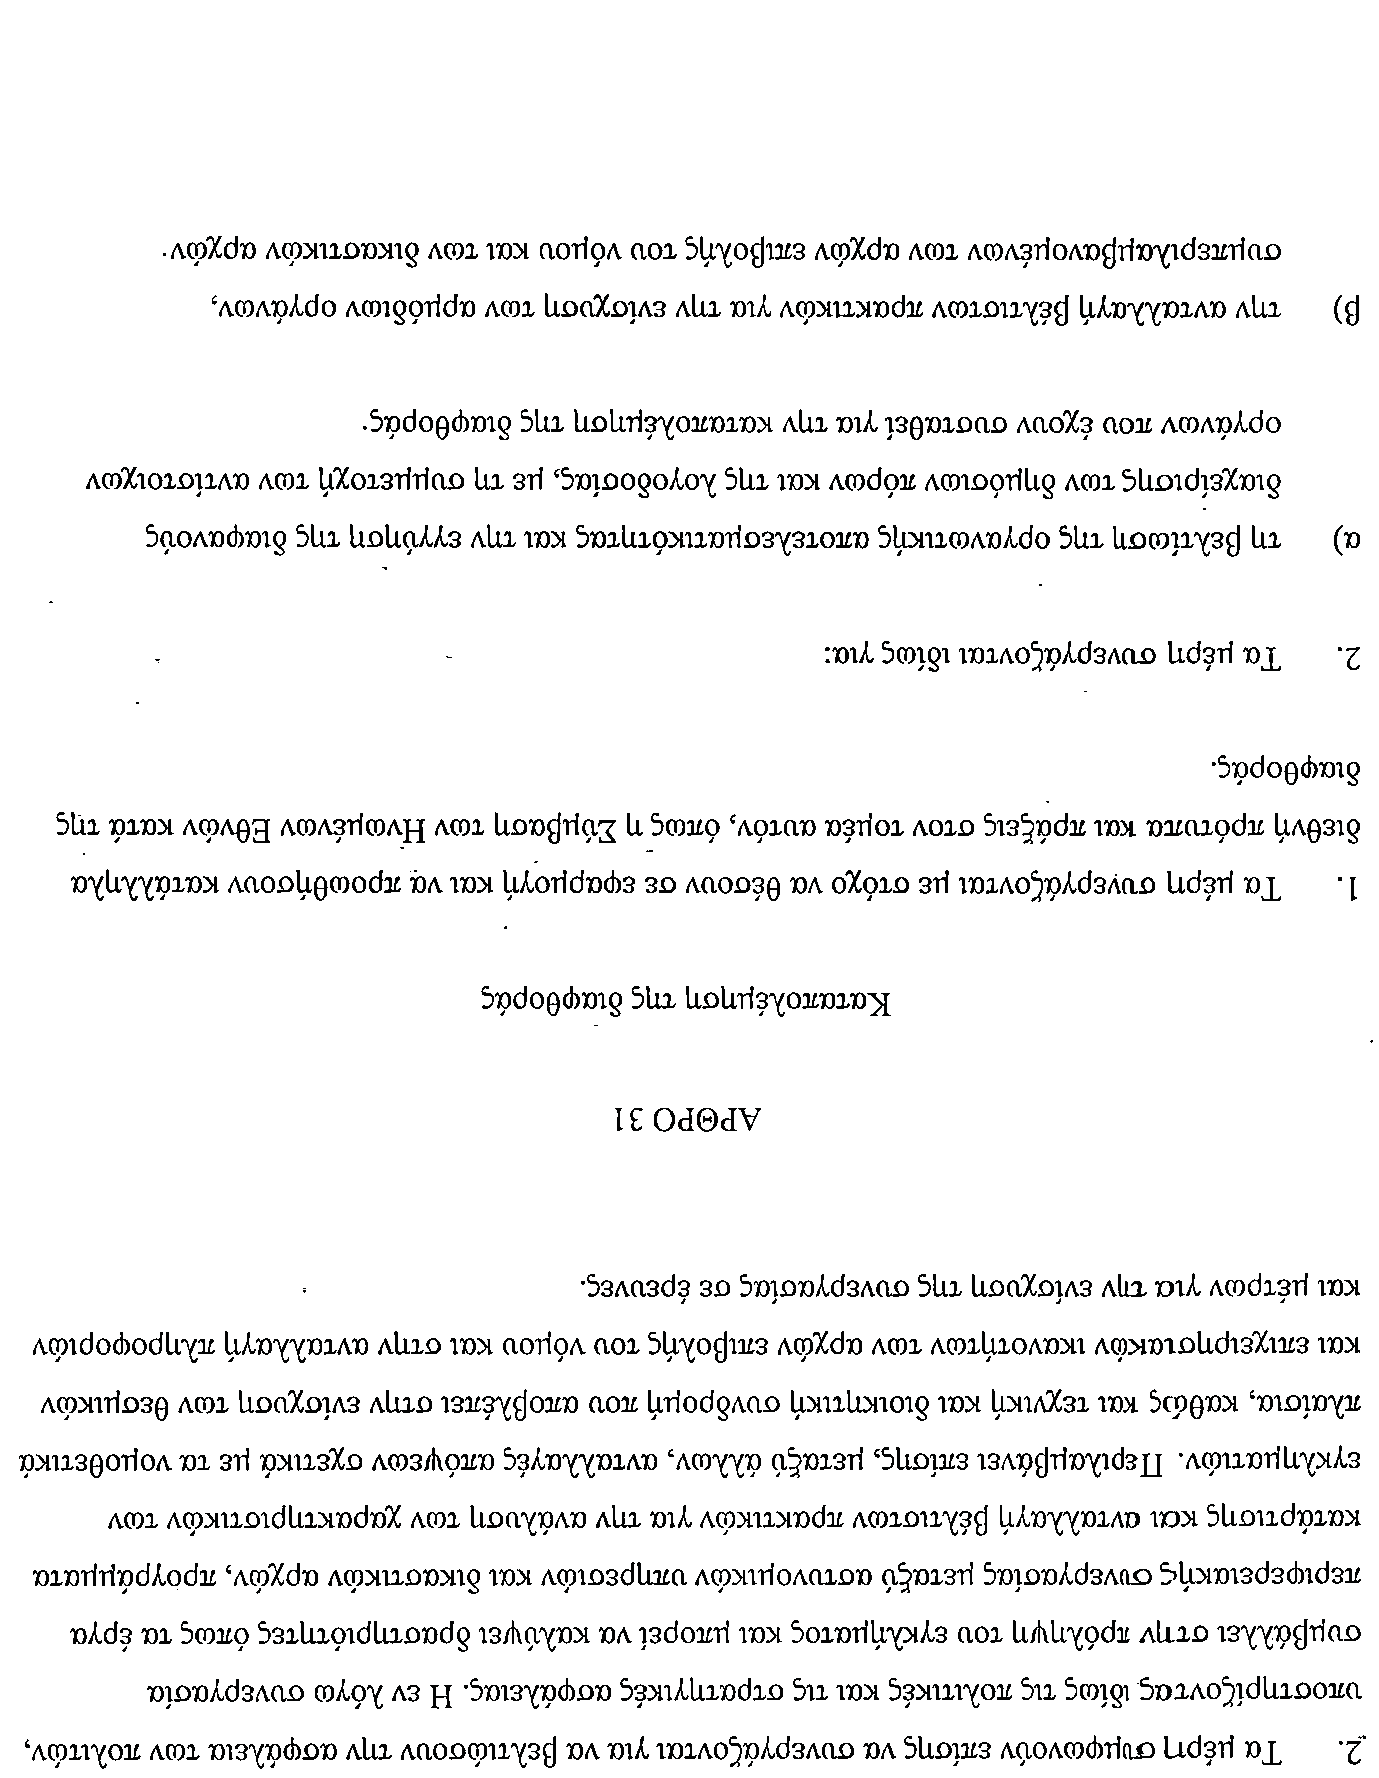 2. Τα μέρη συμφωνούν επίσης να συνεργάζονται για να βελτιώσουν την ασφάλεια των πολιτών,
υποστηρίζοντας ιδίως τις πολιτικές και τις στρατηγικές ασφάλειας. Η εν λόγω συνεργασία
συμβάλλει στην πρόληψη του εγκλήματος και μπορεί να καλύψει δραστηριότητες όπως τα έργα
περιφερειακής συνεργασίας μεταξύ αστυνομικών υπηρεσιών και δικαστικών αρχών, προγράμματα
κατάρτισης και ανταλλαγή βέλτιστων πρακτικών για την ανάλυση των χαρακτηριστικών των
εγκληματιών. Περιλαμβάνει επίσης, μεταξύ άλλων, ανταλλαγές απόψεων σχετικά με τα νομοθετικά
πλαίσια, καθώς και τεχνική και διοικητική συνδρομή που αποβλέπει στην ενίσχυση των θεσμικών
και επιχειρησιακών ικανοτήτων των αρχών επιβολής του νόμου και στην ανταλλαγή πληροφοριών
και μέτρων για την ενίσχυση της συνεργασίας σε έρευνες.
ΑΡΘΡΟ 31
Καταπολέμηση της διαφθοράς
1. Τα μέρη συνεργάζονται με στόχο να θέσουν σε εφαρμογή και να προωθήσουν κατάλληλα
διεθνή πρότυπα και πράξεις στον τομέα αυτόν, όπως η Σύμβαση των Ηνωμένων Εθνών κατά της
διαφθοράς.
2. Τα μέρη συνεργάζονται ιδίως για:
α) τη βελτίωση της οργανωτικής αποτελεσματικότητας και την εγγύηση της διαφανούς
διαχείρισης των δημόσιων πόρων και της λογοδοσίας, με τη συμμετοχή των αντίστοιχων
οργάνων που έχουν συσταθεί για την καταπολέμηση της διαφθοράς.
β) την ανταλλαγή βέλτιστων πρακτικών για την ενίσχυση των αρμόδιων οργάνων,
συμπεριλαμβανομένων των αρχών επιβολής του νόμου και των δικαστικών αρχών.